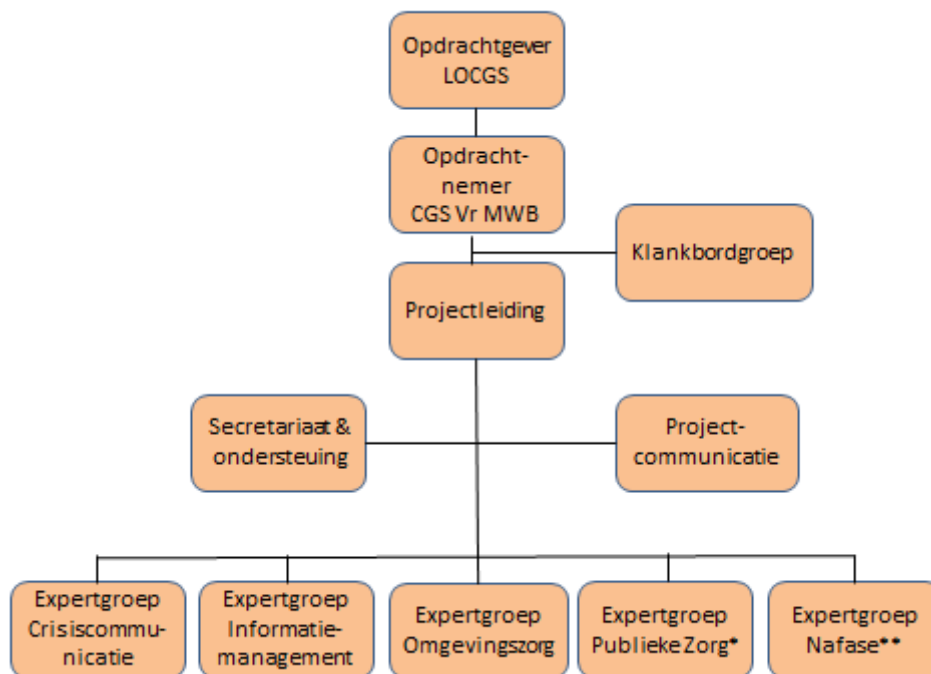 Opdrachtgever
LOCGS
Opdracht-
nemer
CGS Vr MWB
Klankbordgroep
Projectleiding
Secretariaat &
ondersteuing
Project-
communicatie
Expertgroep
Crisiscommu-
nicatie
Expertgroep
Informatie-
management
Expertgroep
Omgevingszorg
Expertgroep
Publieke Zorg*
Expertgroep
Nafase**